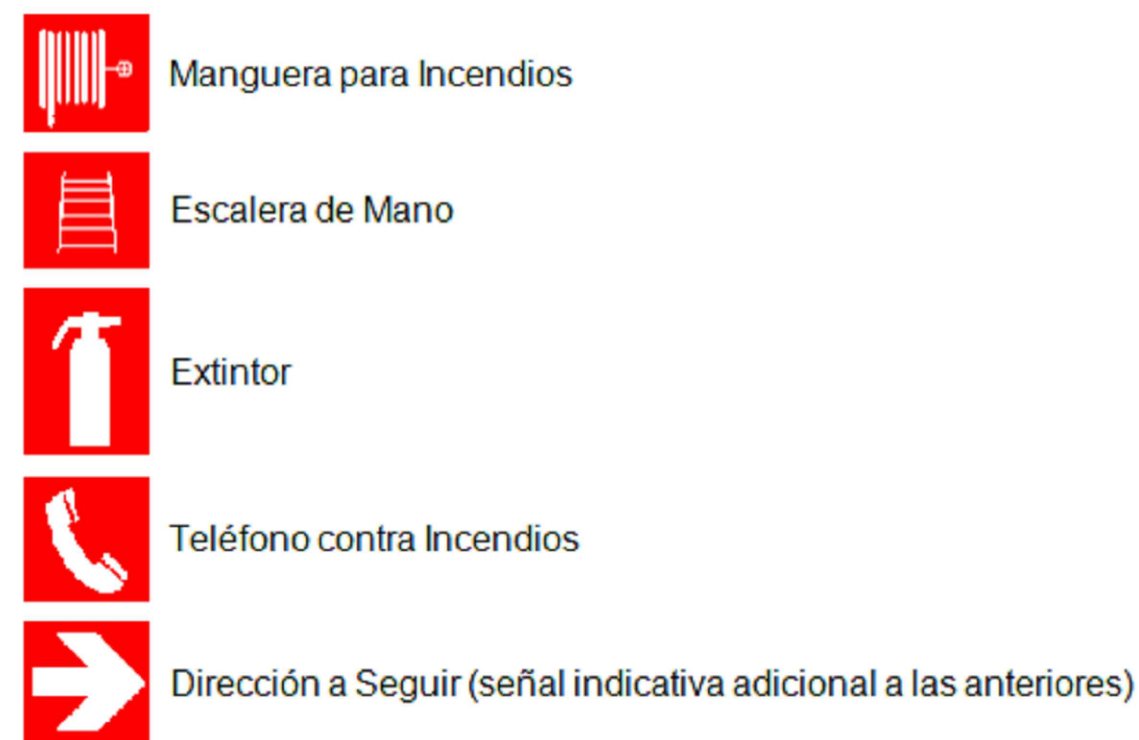 Manguera para Incendios
Escalera de Mano
Extintor
Teléfono contra Incendios
Dirección a Seguir (señal indicativa adicional a las anteriores)